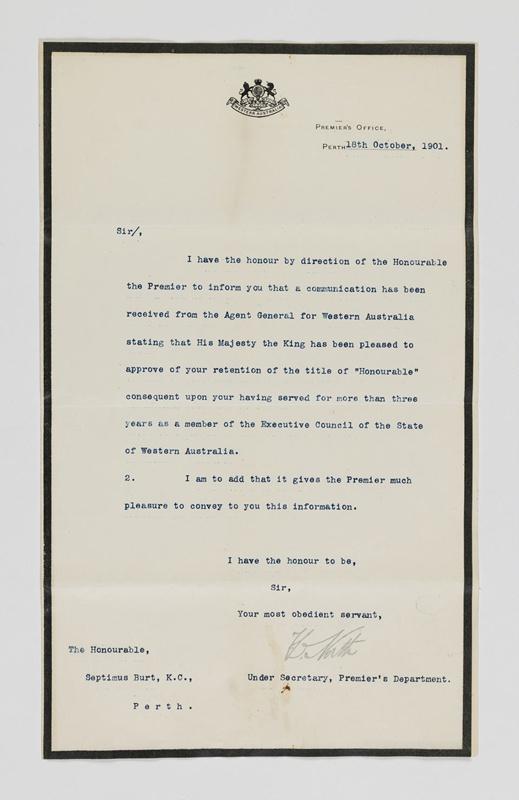 WESTERN AUSTRALIA
PREMIER'S OFFICE,
PERTH 18th October, 1901.
Sir/,
I have the honour by direction of the Honourable
the Premier to inform you that a communication has been
received from the Agent General for Western Australia
stating that His Majesty the King has been pleased to
approve of your retention of the title of "Honourable"
consequent upon your having served for more than three
years as a member of the Executive Council of the State
of Western Australia.
2. I am to add that it gives the Premier much
pleasure to convey to you this information.
I have the honour to be,
Sir,
Your most obedient servant,
The Honourable,
Septimus Burt, K.C.,
Under Secretary, Premier's Department.
P e r t h .